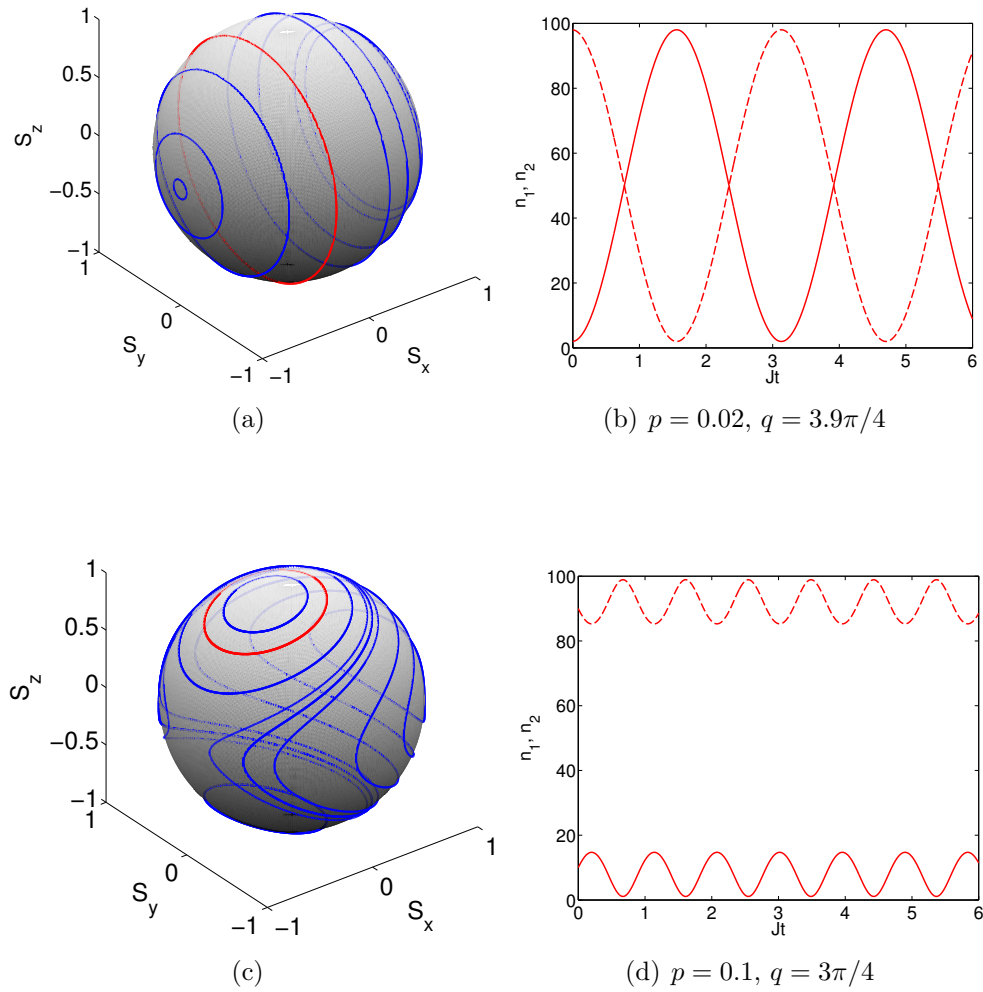 1
0.5
0
−0.5
−1
S_z
1
0
−1
S_y
−1
0
1
S_x
(a)
100
80
60
40
20
0
n_1, n_2
0 1 2 3 4 5 6
Jt
(b) p = 0.02, q = 3.9π/4
1
0.5
0
−0.5
−1
S_z
1
0
−1
S_y
−1
0
1
S_x
(c)
100
80
60
40
20
0
n_1, n_2
0 1 2 3 4 5 6
Jt
(d) p = 0.1, q = 3π/4